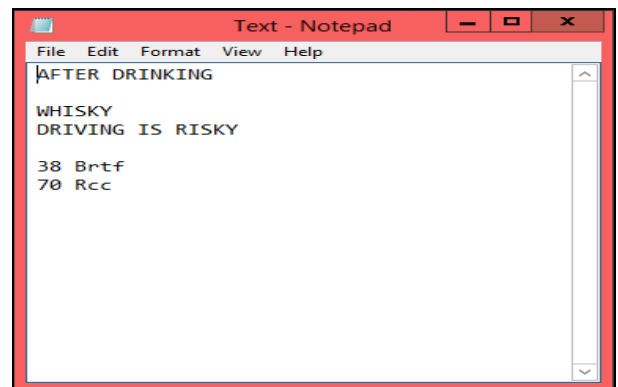 Text - Notepad
File Edit Format View Help
AFTER DRINKING
WHISKY
DRIVING IS RISKY
38 Brtf
70 Rcc